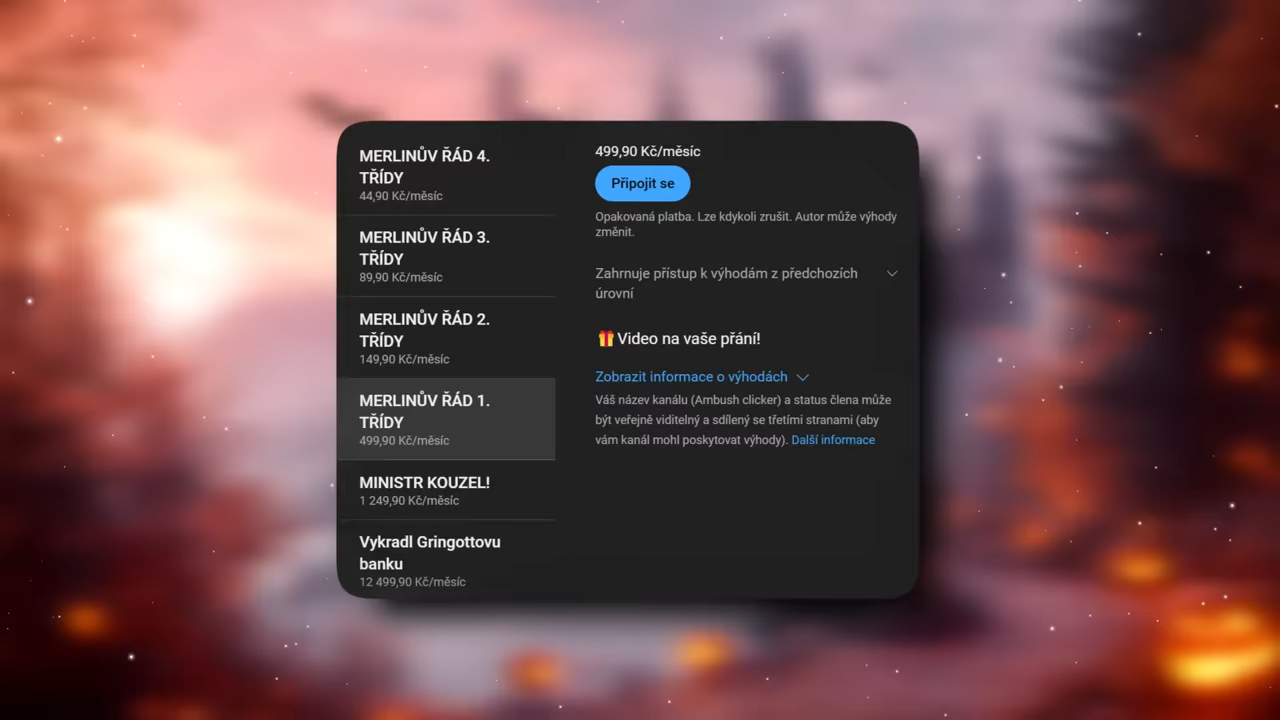 MERLINŮV ŘÁD 4.
TŘÍDY
44,90 Kč/měsíc
MERLINŮV ŘÁD 3.
TŘÍDY
89,90 Kč/měsíc
MERLINŮV ŘÁD 2.
TŘÍDY
149,90 Kč/měsíc
MERLINŮV ŘÁD 1.
TŘÍDY
499,90 Kč/měsíc
MINISTR KOUZEL!
1 249,90 Kč/měsíc
Vykradl Gringottovu
banku
12 499,90 Kč/měsíc
499,90 Kč/měsíc
Připojit se
Opakovaná platba. Lze kdykoli zrušit. Autor může výhody
změnit.
Zahrnuje přístup k výhodám z předchozích
úrovní
🎁Video na vaše přání!
Zobrazit informace o výhodách
Váš název kanálu (Ambush clicker) a status člena může
být veřejně viditelný a sdílený se třetími stranami (aby
vám kanál mohl poskytovat výhody). Další informace